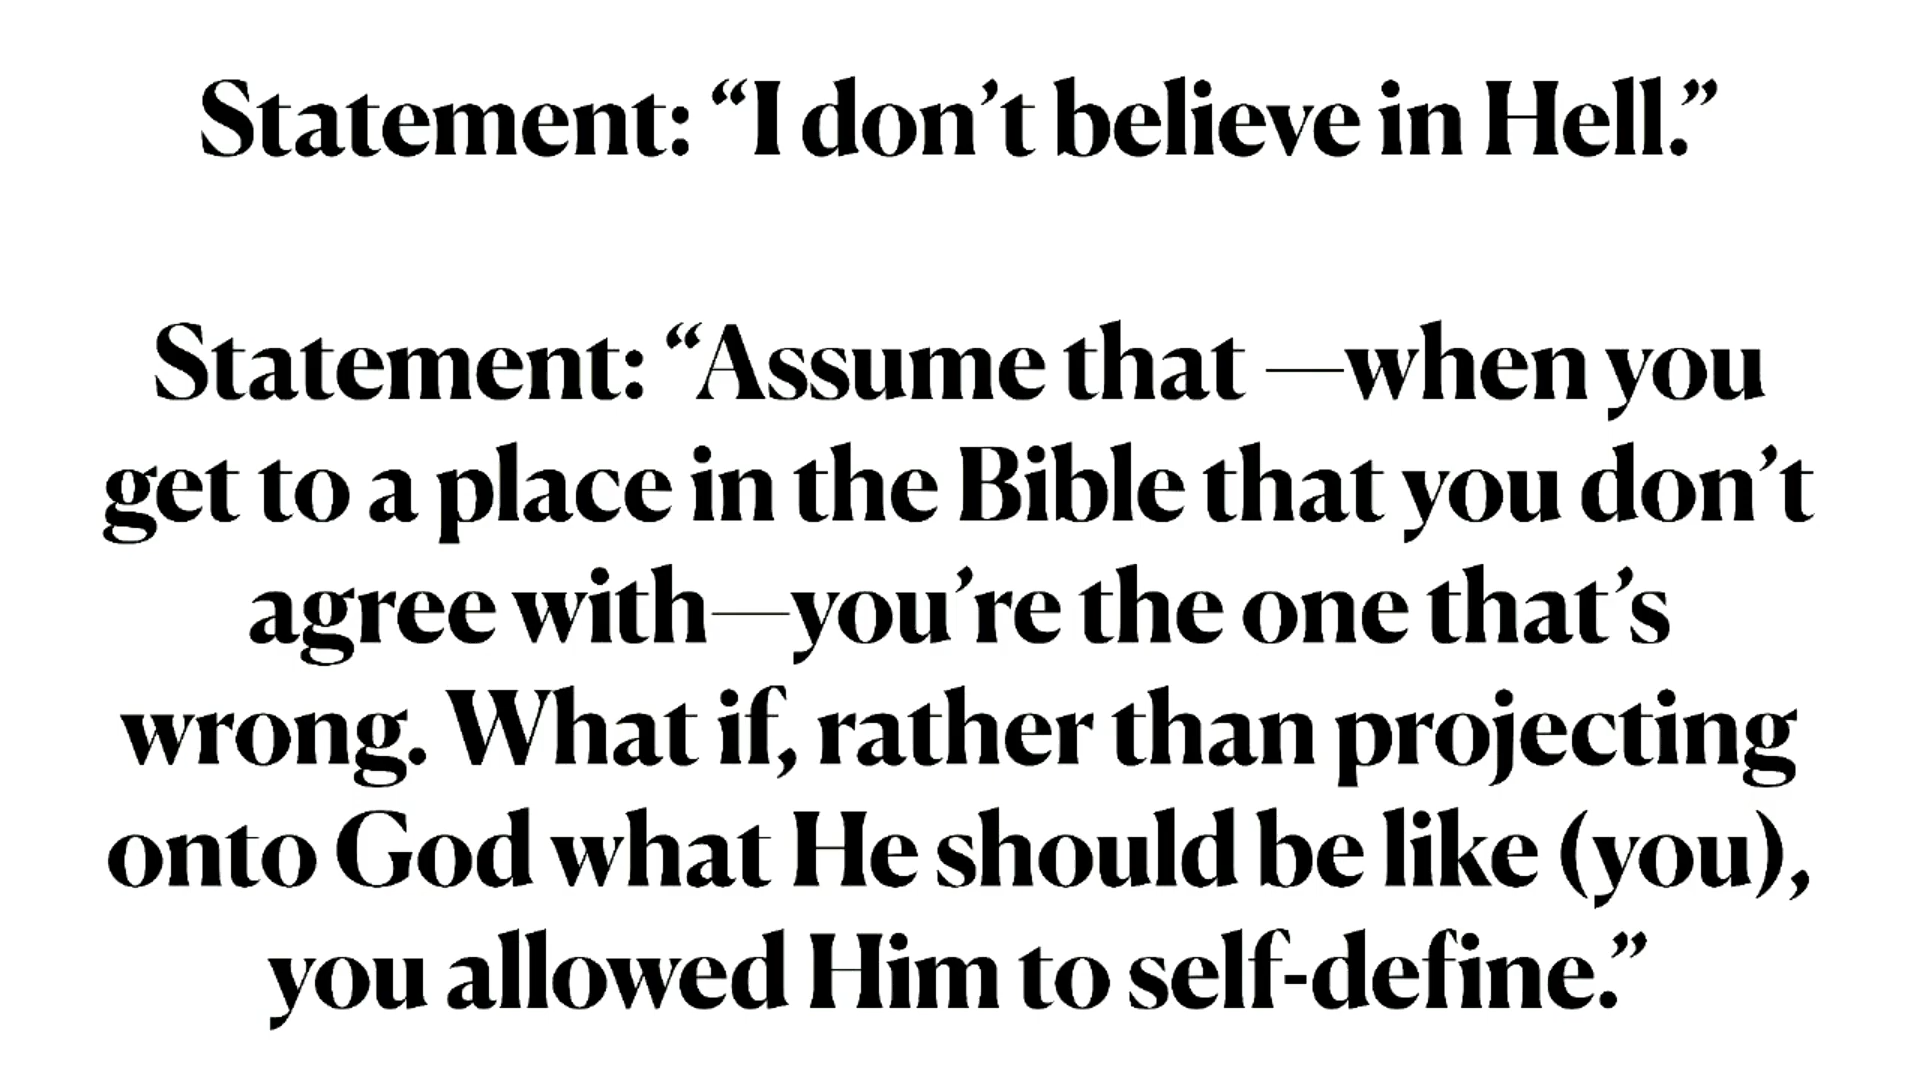 Statement: “I don’t believe in Hell.”
Statement: “Assume that —when you
get to a place in the Bible that you don’t
agree with—you’re the one that’s
wrong. What if, rather than projecting
onto God what He should be like (you),
you allowed Him to self-define.”